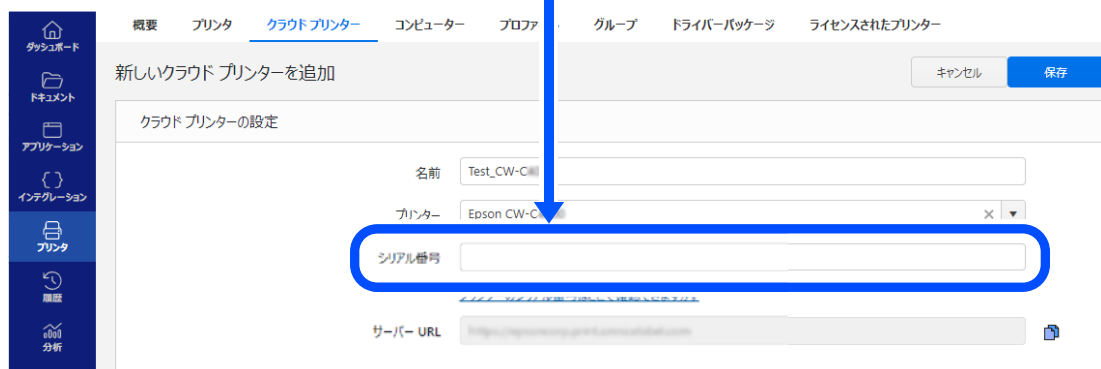 概要 プリンタ クラウド プリンター コンピューター プロファ グループ ドライバーパッケージ ライセンスされたプリンター
ダッシュボード
ドキュメント
アプリケーション
インテグレーション
プリンタ
履歴
分析
新しいクラウド プリンターを追加
キャンセル
保存
クラウド プリンターの設定
名前 Test_CW-C
プリンター Epson CW-C
シリアル番号
サーバー URL